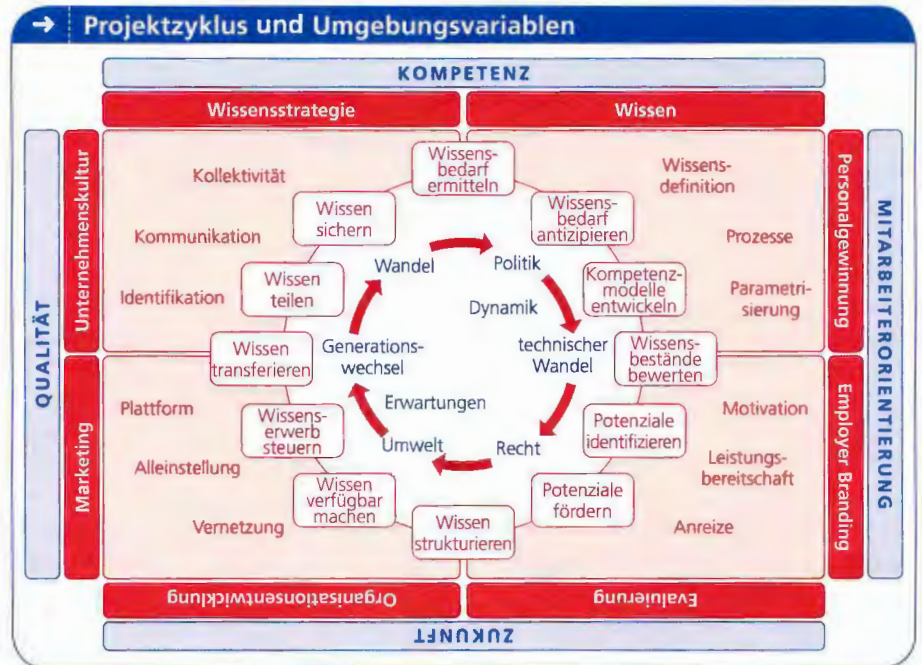 → Projektzyklus und Umgebungsvariablen
KOMPETENZ
Wissensstrategie
Wissen
QUALITÄT
Unternehmenskultur
Marketing
Personalgewinnung
Employer Branding
MITARBEITERORIENTIERUNG
Kollektivität
Kommunikation
Identifikation
Wissens-
definition
Prozesse
Parametri-
sierung
Wissens-
bedarf
ermitteln
Wissens-
bedarf
antizipieren
Kompetenz-
modelle
entwickeln
Wissens-
bestände
bewerten
Potenziale
identifizieren
Potenziale
fördern
Wissen
strukturieren
Wissen
verfügbar
machen
Wissens-
erwerb
steuern
Wissen
transferieren
Wissen
teilen
Wissen
sichern
Wandel
Politik
Dynamik
technischer
Wandel
Recht
Umwelt
Erwartungen
Generations-
wechsel
Plattform
Alleinstellung
Vernetzung
Motivation
Leistungs-
bereitschaft
Anreize
Organisationsentwicklung
Evaluierung
ZUKUNFT